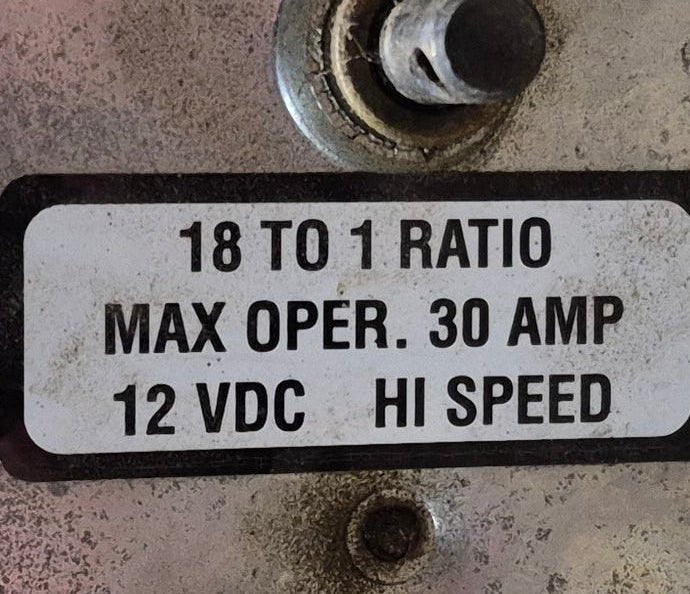 18 TO 1 RATIO
MAX OPER. 30 AMP
12 VDC HI SPEED